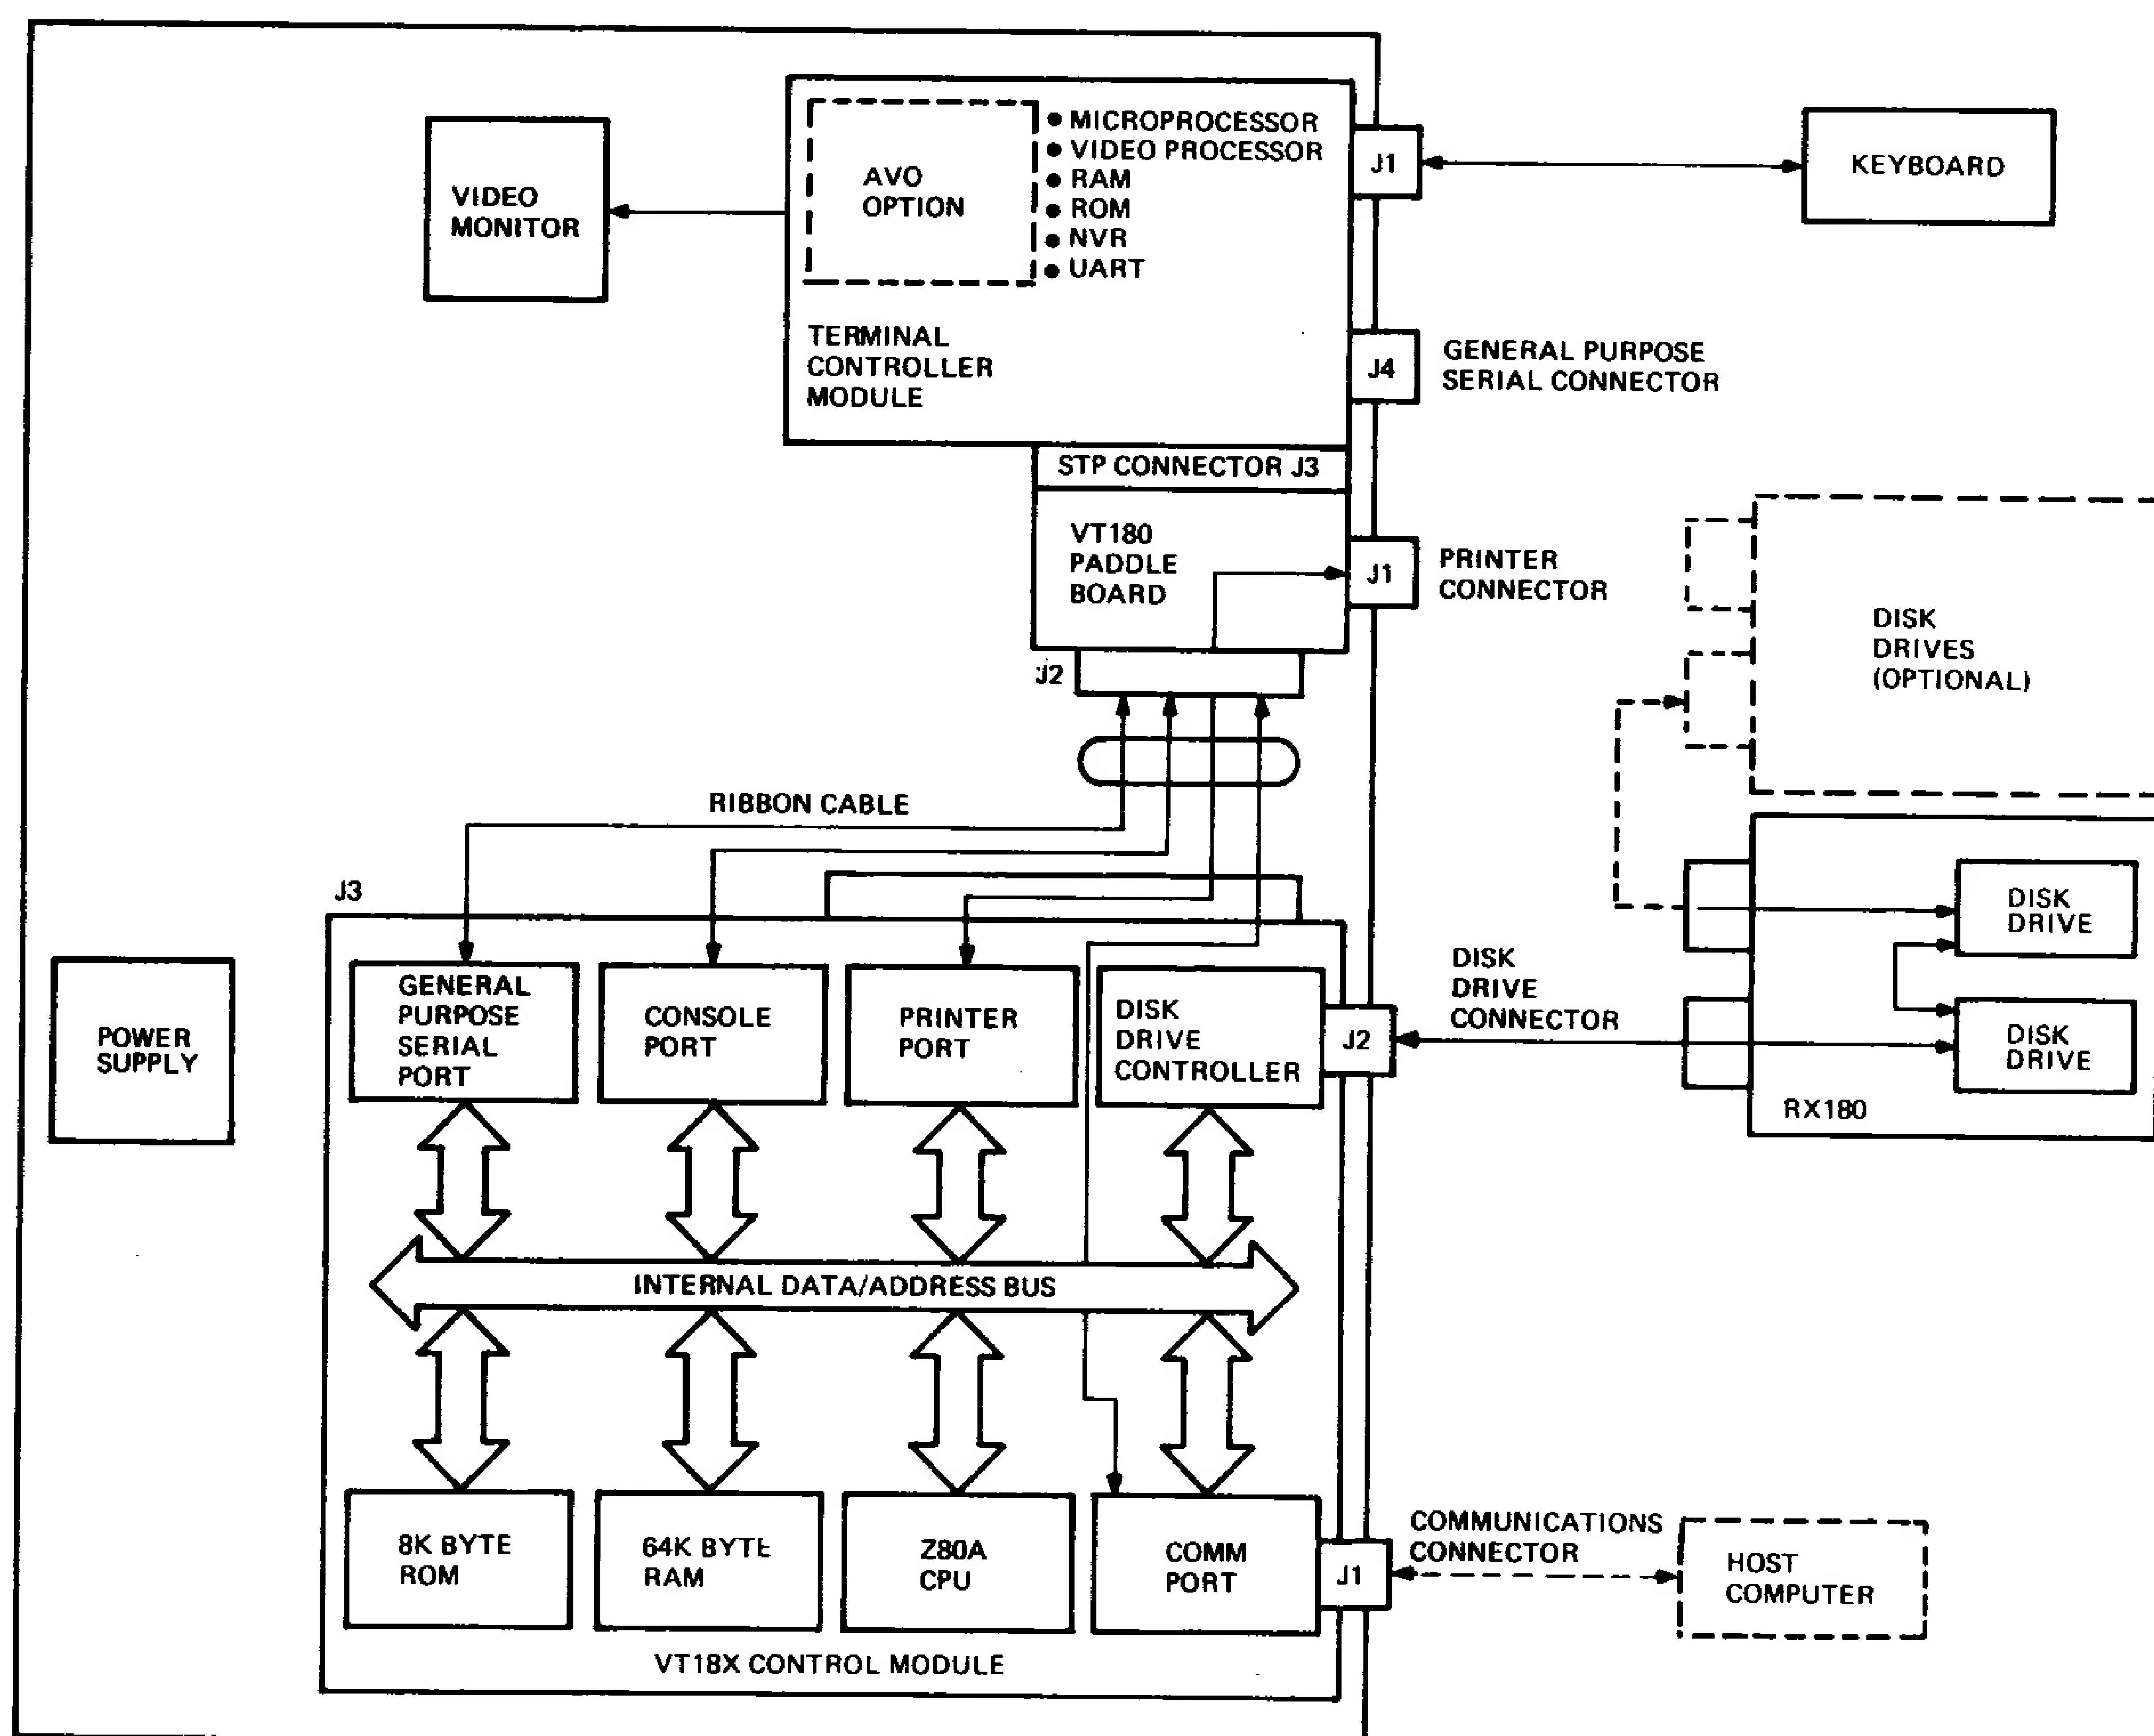 VIDEO
MONITOR
AVO
OPTION
● MICROPROCESSOR
● VIDEO PROCESSOR
● RAM
● ROM
● NVR
● UART
TERMINAL
CONTROLLER
MODULE
J1
KEYBOARD
J4
GENERAL PURPOSE
SERIAL CONNECTOR
STP CONNECTOR J3
VT180
PADDLE
BOARD
J1
PRINTER
CONNECTOR
J2
DISK
DRIVES
(OPTIONAL)
RIBBON CABLE
J3
POWER
SUPPLY
GENERAL
PURPOSE
SERIAL
PORT
CONSOLE
PORT
PRINTER
PORT
DISK
DRIVE
CONTROLLER
J2
DISK
DRIVE
CONNECTOR
DISK
DRIVE
DISK
DRIVE
RX180
INTERNAL DATA/ADDRESS BUS
8K BYTE
ROM
64K BYTE
RAM
Z80A
CPU
COMM
PORT
J1
COMMUNICATIONS
CONNECTOR
HOST
COMPUTER
VT18X CONTROL MODULE